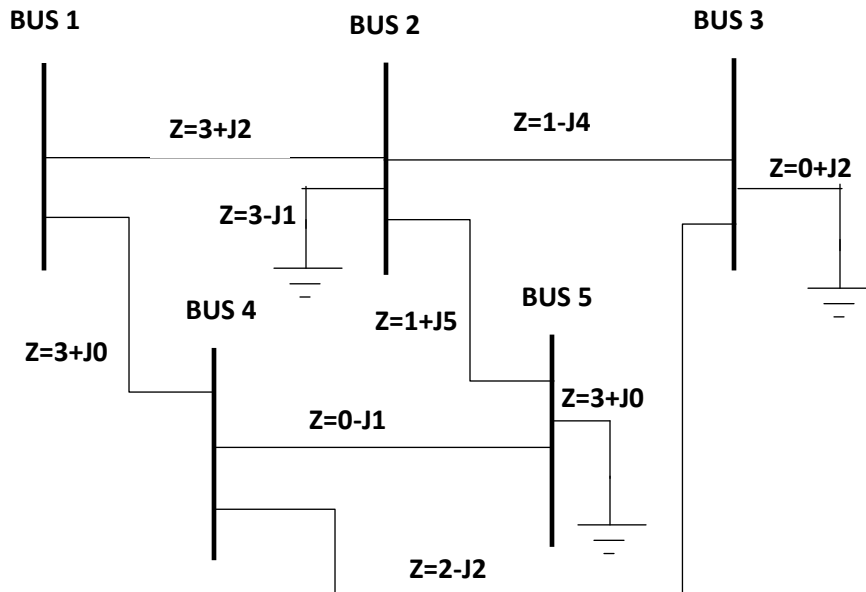 BUS 1
BUS 2
BUS 3
Z=3+J2
Z=1-J4
Z=0+J2
Z=3-J1
BUS 4
BUS 5
Z=1+J5
Z=3+J0
Z=3+J0
Z=0-J1
Z=2-J2